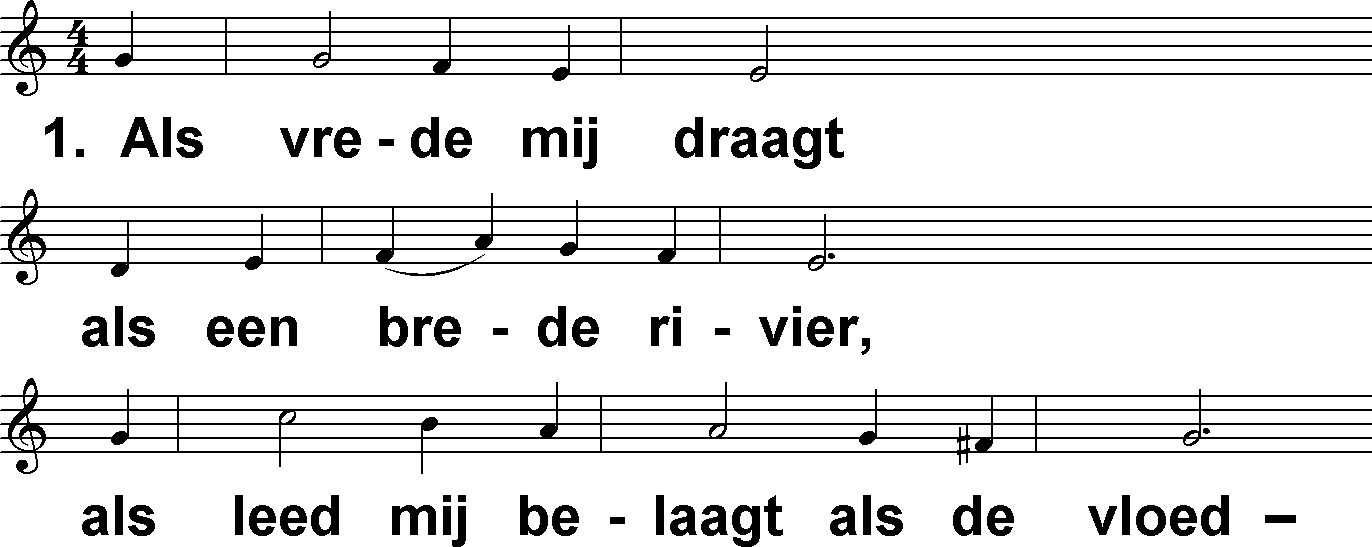 1. Als vre - de mij draagt
als een bre - de ri - vier,
als leed mij be - laagt als de vloed –